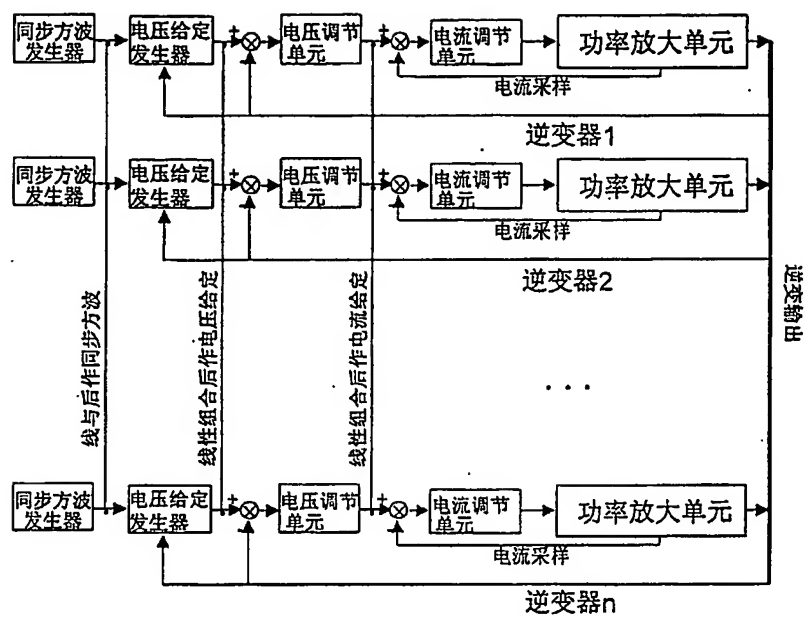 同步方波
发生器
电压给定
发生器
+
-
电压调节
单元
+
-
电流调节
单元
功率放大单元
电流采样
逆变器1
同步方波
发生器
电压给定
发生器
+
-
电压调节
单元
+
-
电流调节
单元
功率放大单元
电流采样
逆变器2
线与后作同步方波
线性组合后作电压给定
线性组合后作电流给定
逆变输出
...
同步方波
发生器
电压给定
发生器
+
-
电压调节
单元
+
-
电流调节
单元
功率放大单元
电流采样
逆变器n